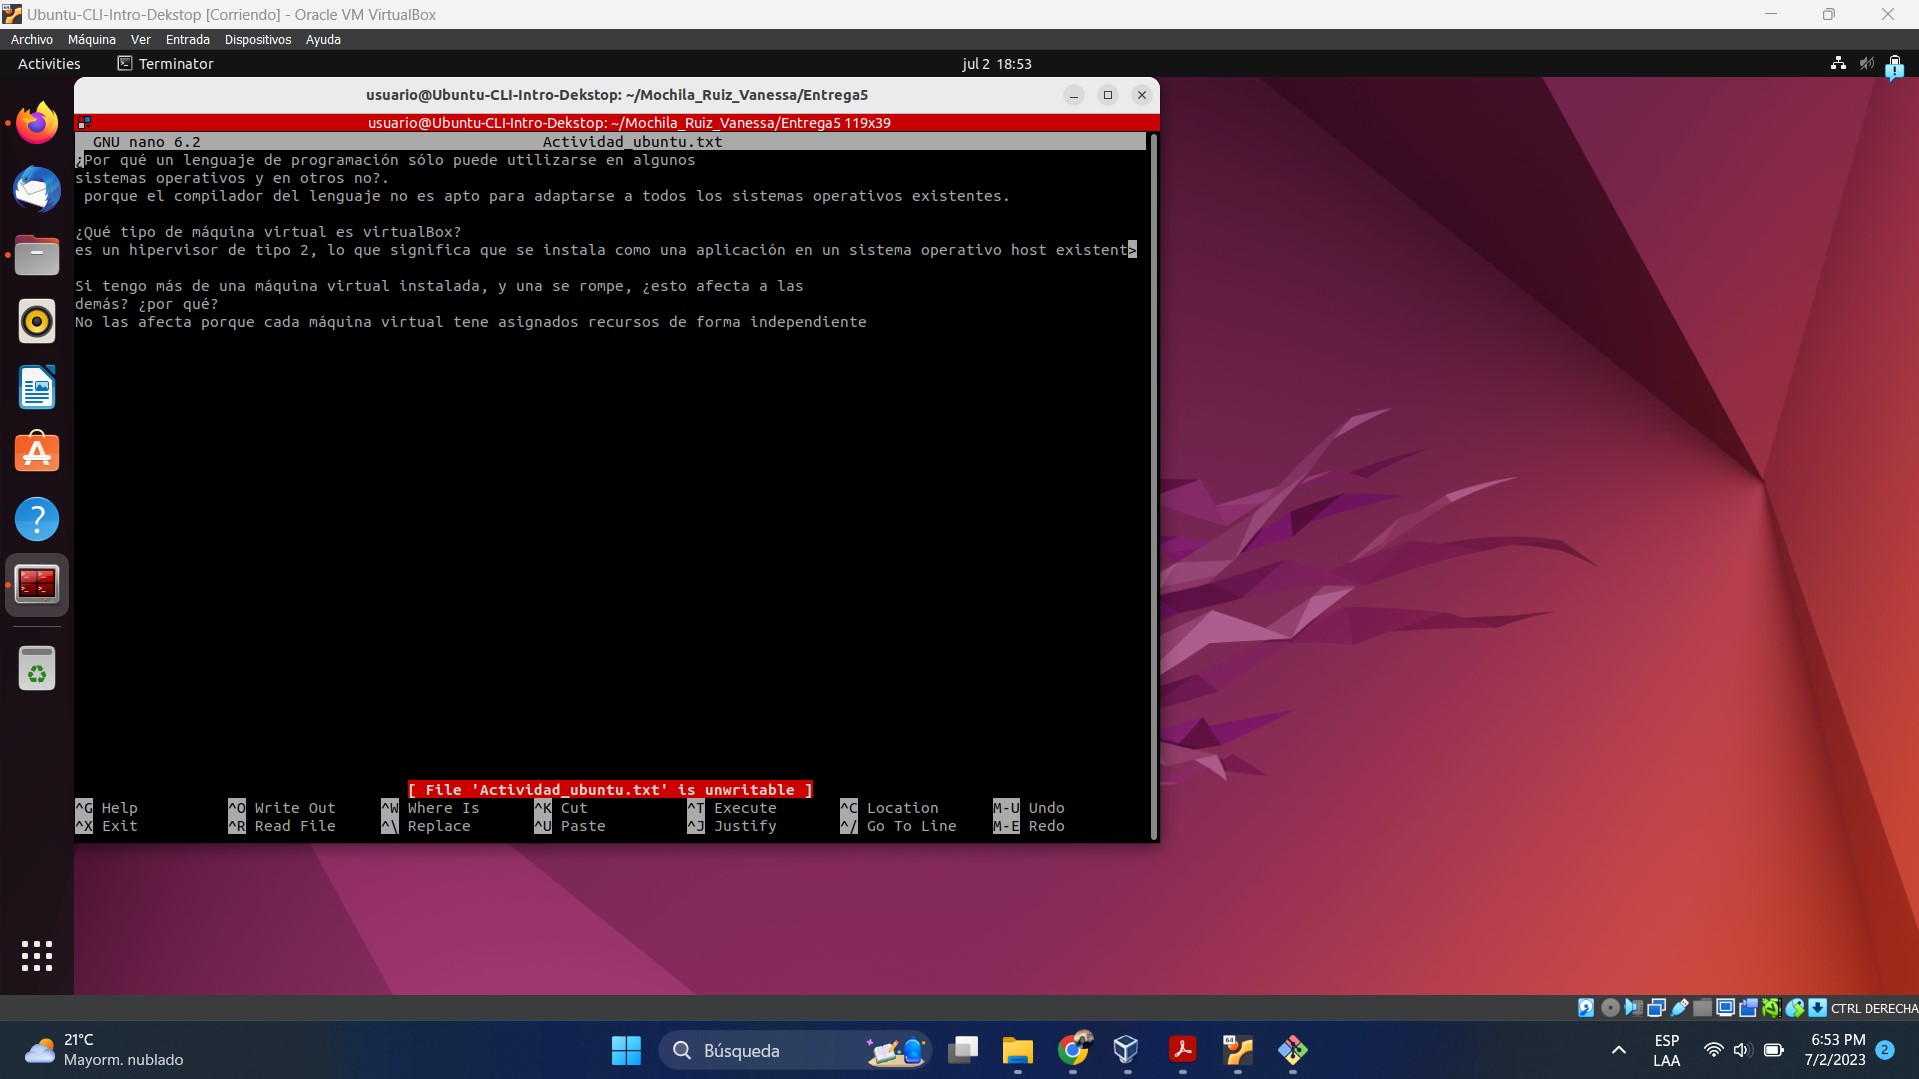 Ubuntu-CLI-Intro-Dekstop [Corriendo] - Oracle VM VirtualBox
Archivo Máquina Ver Entrada Dispositivos Ayuda
Activities Terminator jul 2 18:53
usuario@Ubuntu-CLI-Intro-Dekstop: ~/Mochila_Ruiz_Vanessa/Entrega5
usuario@Ubuntu-CLI-Intro-Dekstop: ~/Mochila_Ruiz_Vanessa/Entrega5 119x39
GNU nano 6.2 Actividad_ubuntu.txt
¿Por qué un lenguaje de programación sólo puede utilizarse en algunos
sistemas operativos y en otros no?.
porque el compilador del lenguaje no es apto para adaptarse a todos los sistemas operativos existentes.
¿Qué tipo de máquina virtual es virtualBox?
es un hipervisor de tipo 2, lo que significa que se instala como una aplicación en un sistema operativo host existent>
Si tengo más de una máquina virtual instalada, y una se rompe, ¿esto afecta a las
demás? ¿por qué?
No las afecta porque cada máquina virtual tene asignados recursos de forma independiente
[ File 'Actividad_ubuntu.txt' is unwritable ]
^G Help ^O Write Out ^W Where Is ^K Cut ^T Execute ^C Location M-U Undo
^X Exit ^R Read File ^\ Replace ^U Paste ^J Justify ^/ Go To Line M-E Redo
CTRL DERECHA
21°C
Mayorm. nublado
Búsqueda
64
ESP
LAA
6:53 PM
7/2/2023
2